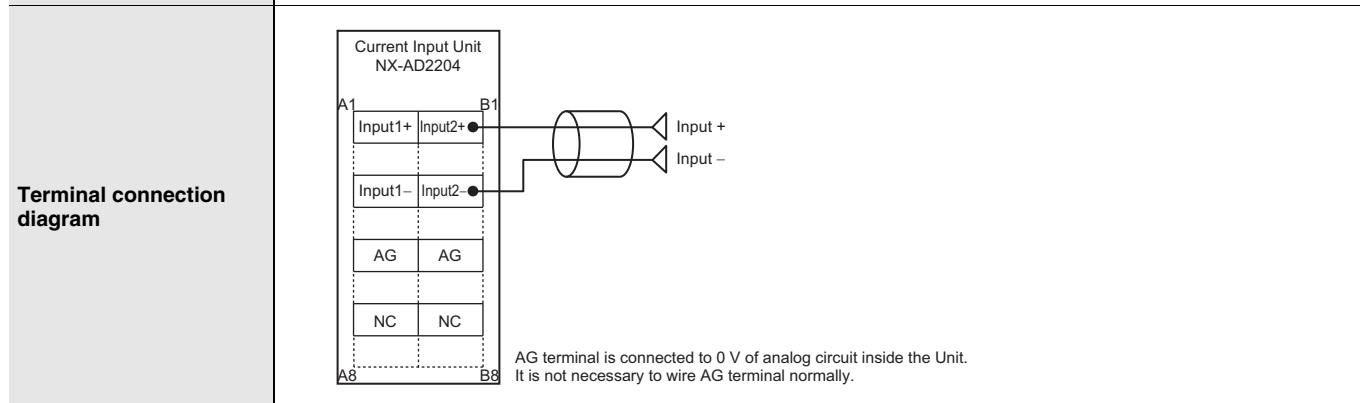 Terminal connection
diagram
Current Input Unit
NX-AD2204
A1 B1
Input1+ Input2+ Input +
Input −
Input1− Input2−
AG AG
NC NC
A8 B8
AG terminal is connected to 0 V of analog circuit inside the Unit.
It is not necessary to wire AG terminal normally.